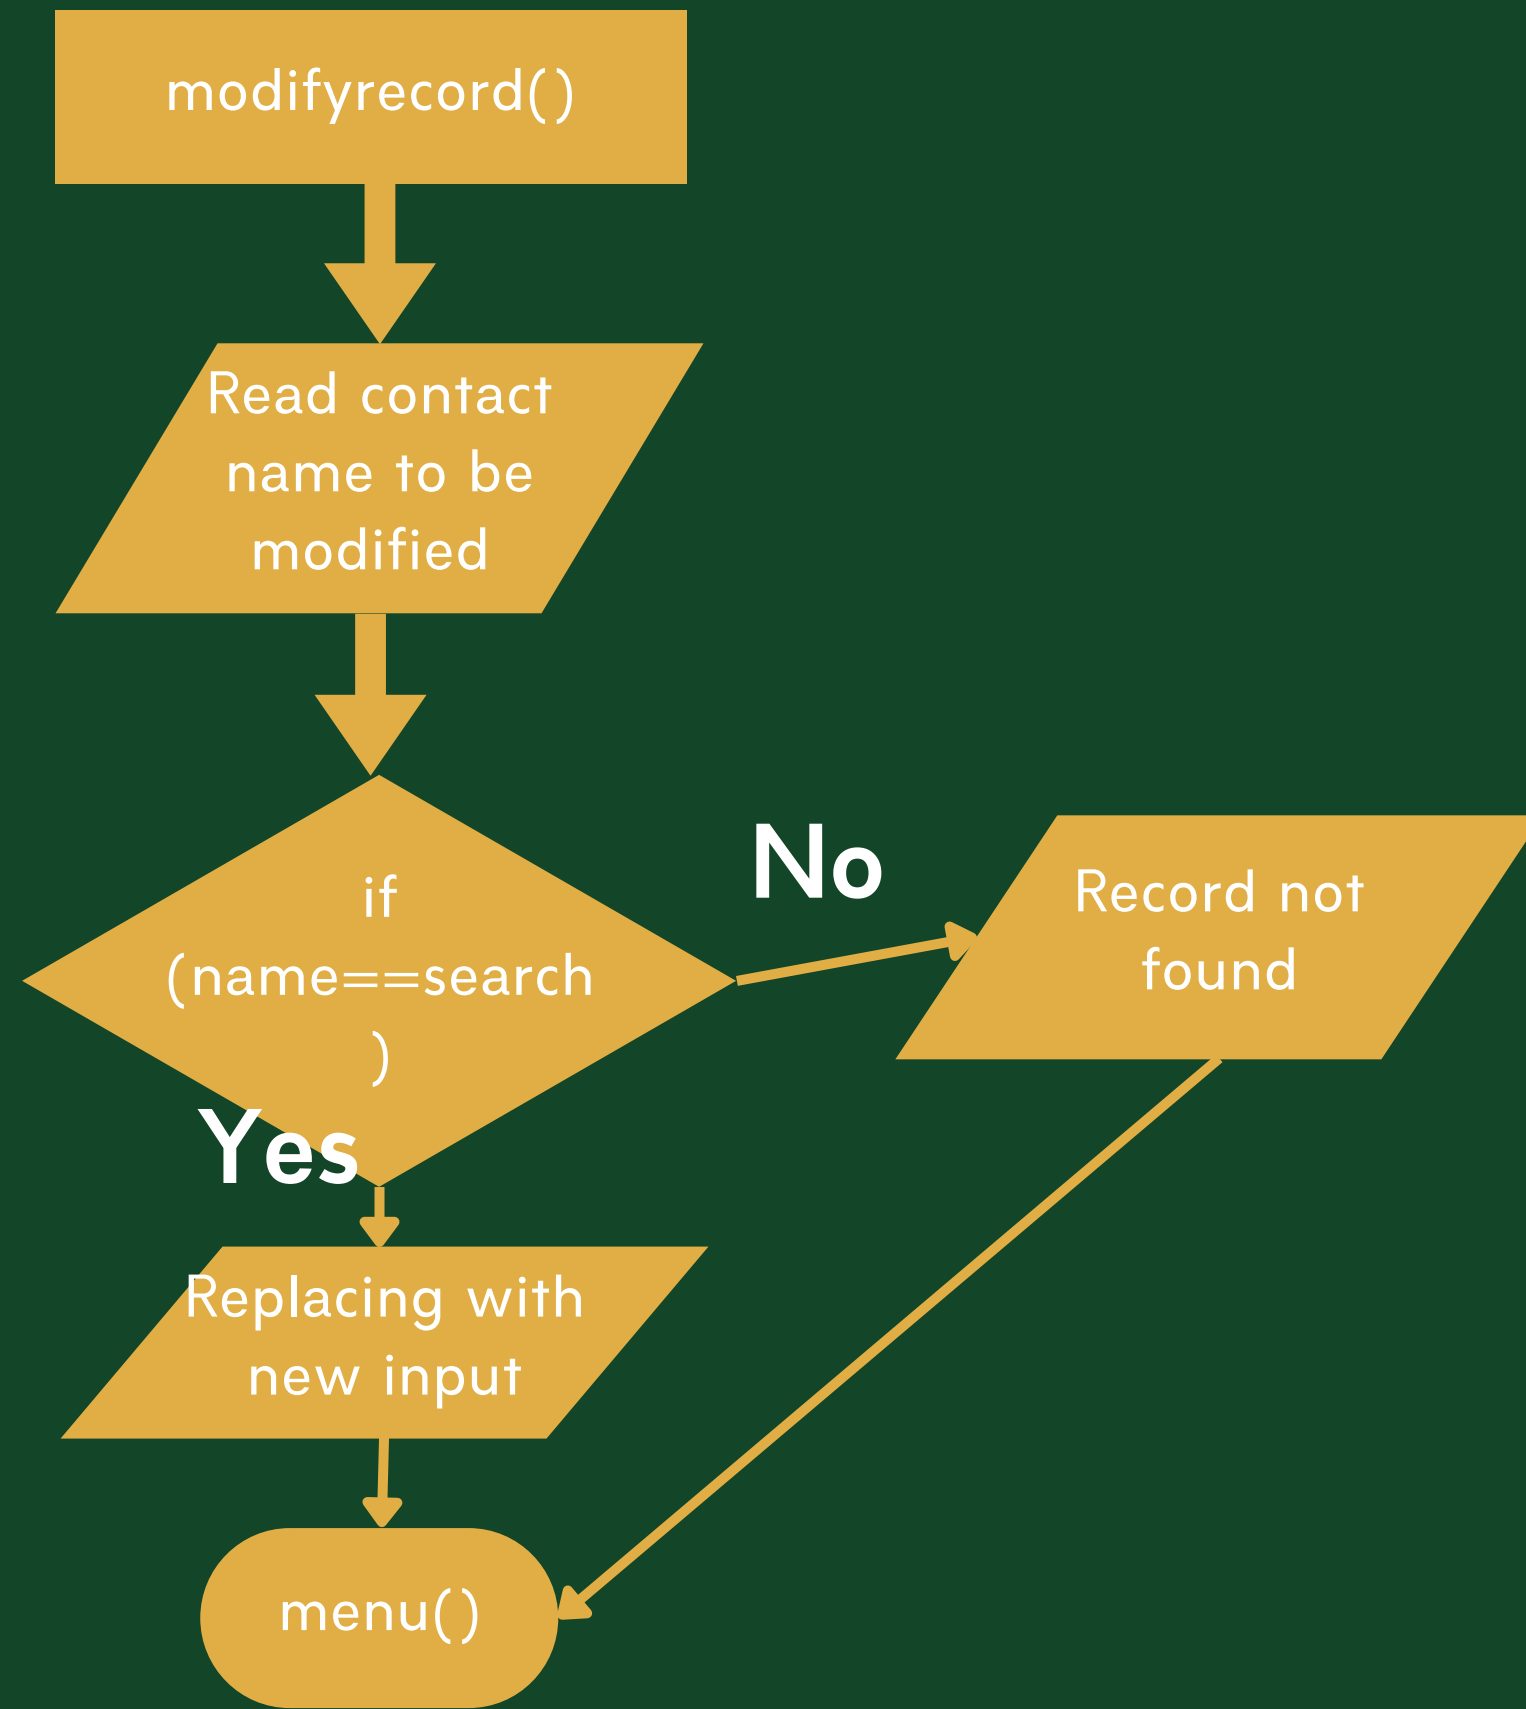 modifyrecord()
Read contact
name to be
modified
if
(name==search
)
No
Record not
found
Yes
Replacing with
new input
menu()